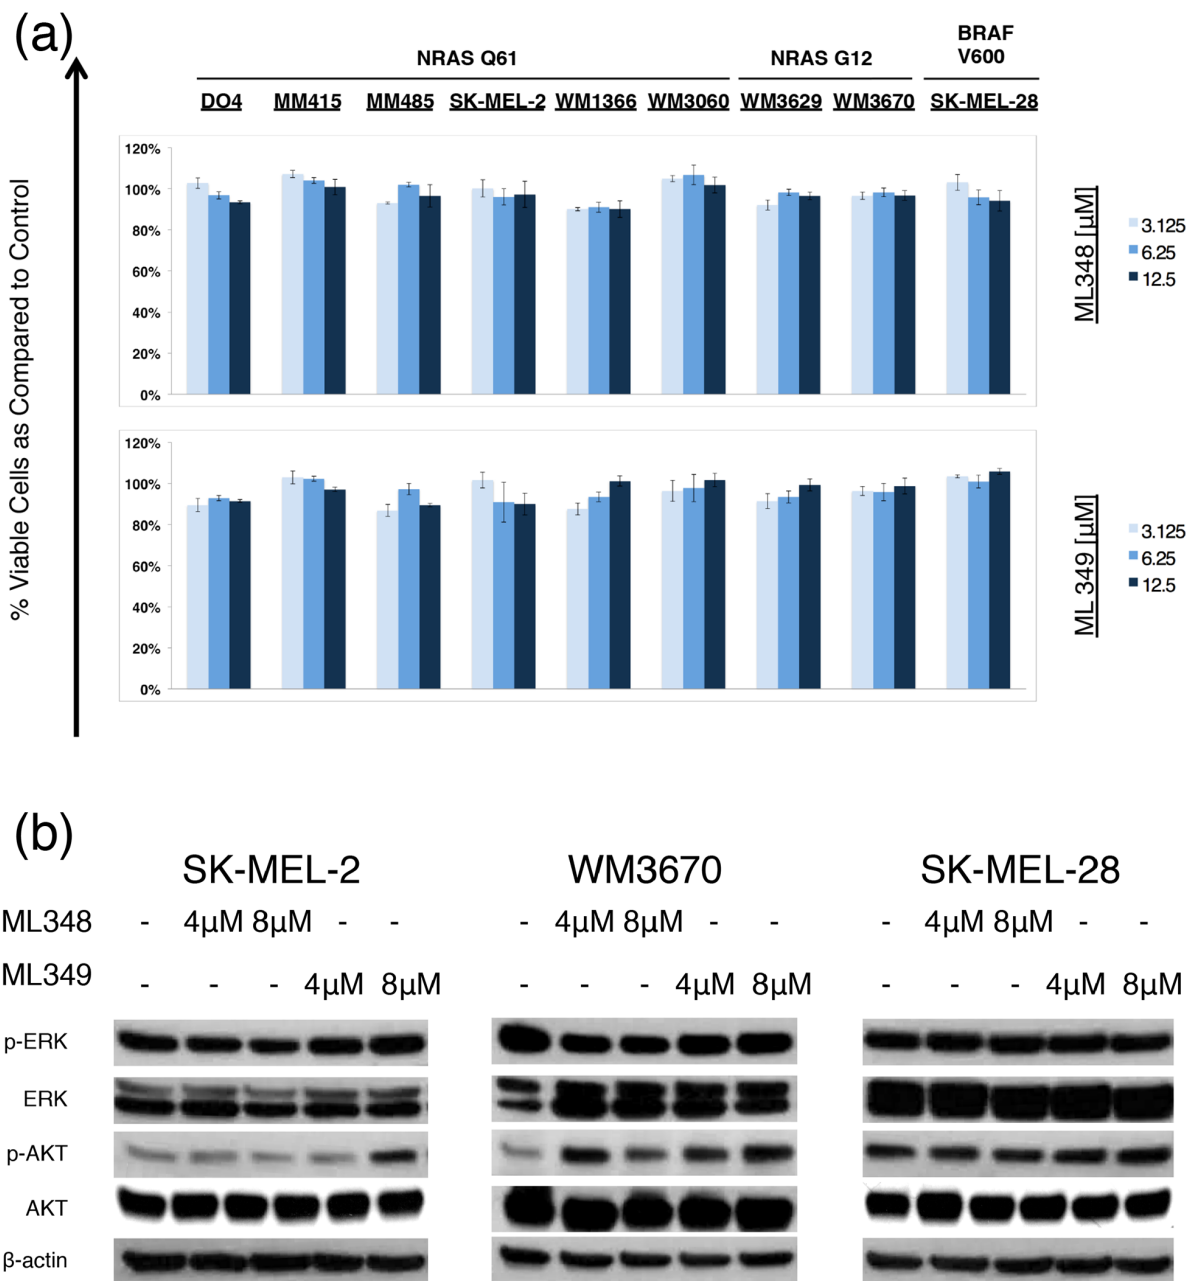 (a)
BRAF
V600
NRAS Q61 NRAS G12
DO4 MM415 MM485 SK-MEL-2 WM1366 WM3060 WM3629 WM3670 SK-MEL-28
% Viable Cells as Compared to Control
120%
100%
80%
60%
40%
20%
0%
ML348 [µM]
3.125
6.25
12.5
120%
100%
80%
60%
40%
20%
0%
ML 349 [µM]
3.125
6.25
12.5
(b)
SK-MEL-2 WM3670 SK-MEL-28
ML348 - 4µM 8µM - - - 4µM 8µM - - - 4µM 8µM - -
ML349 - - - 4µM 8µM - - - 4µM 8µM - - - 4µM 8µM
p-ERK
ERK
p-AKT
AKT
β-actin